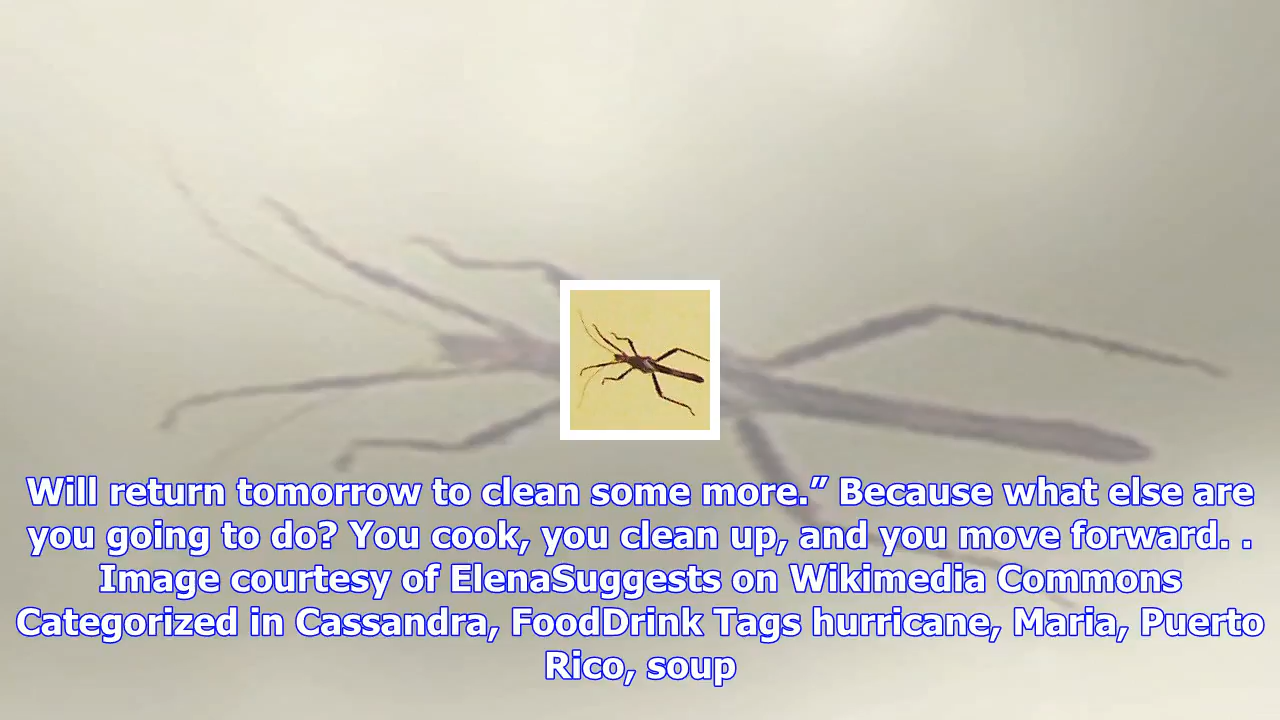 Will return tomorrow to clean some more.” Because what else are
you going to do? You cook, you clean up, and you move forward. .
Image courtesy of ElenaSuggests on Wikimedia Commons
Categorized in Cassandra, FoodDrink Tags hurricane, Maria, Puerto
Rico, soup